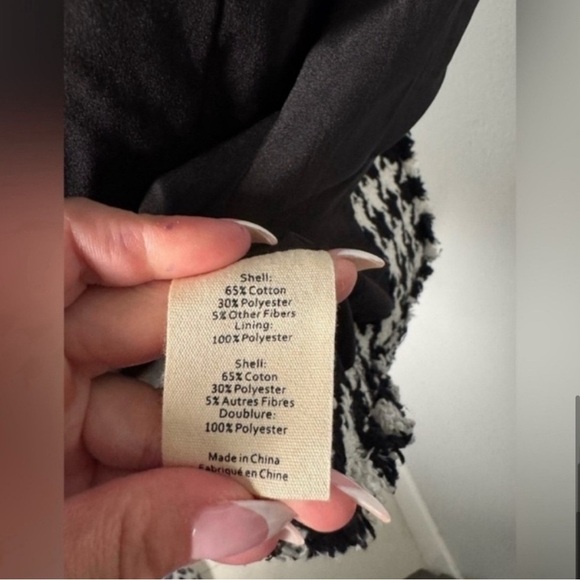 Shell:
65% Cotton
30% Polyester
5% Other Fibers
Lining:
100% Polyester
Shell:
65% Coton
30% Polyester
5% Autres Fibres
Doublure:
100% Polyester
Made in China
Fabriqué en Chine